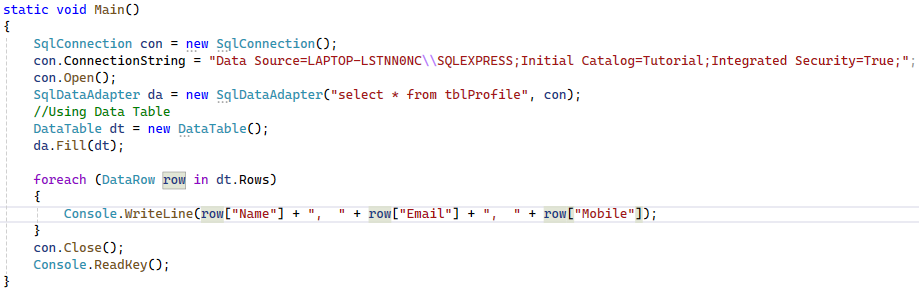 static void Main()
{
    SqlConnection con = new SqlConnection();
    con.ConnectionString = "Data Source=LAPTOP-LSTNN0NC\\SQLEXPRESS;Initial Catalog=Tutorial;Integrated Security=True;";
    con.Open();
    SqlDataAdapter da = new SqlDataAdapter("select * from tblProfile", con);
    //Using Data Table
    DataTable dt = new DataTable();
    da.Fill(dt);

    foreach (DataRow row in dt.Rows)
    {
        Console.WriteLine(row["Name"] + ",  " + row["Email"] + ",  " + row["Mobile"]);
    }
    con.Close();
    Console.ReadKey();
}